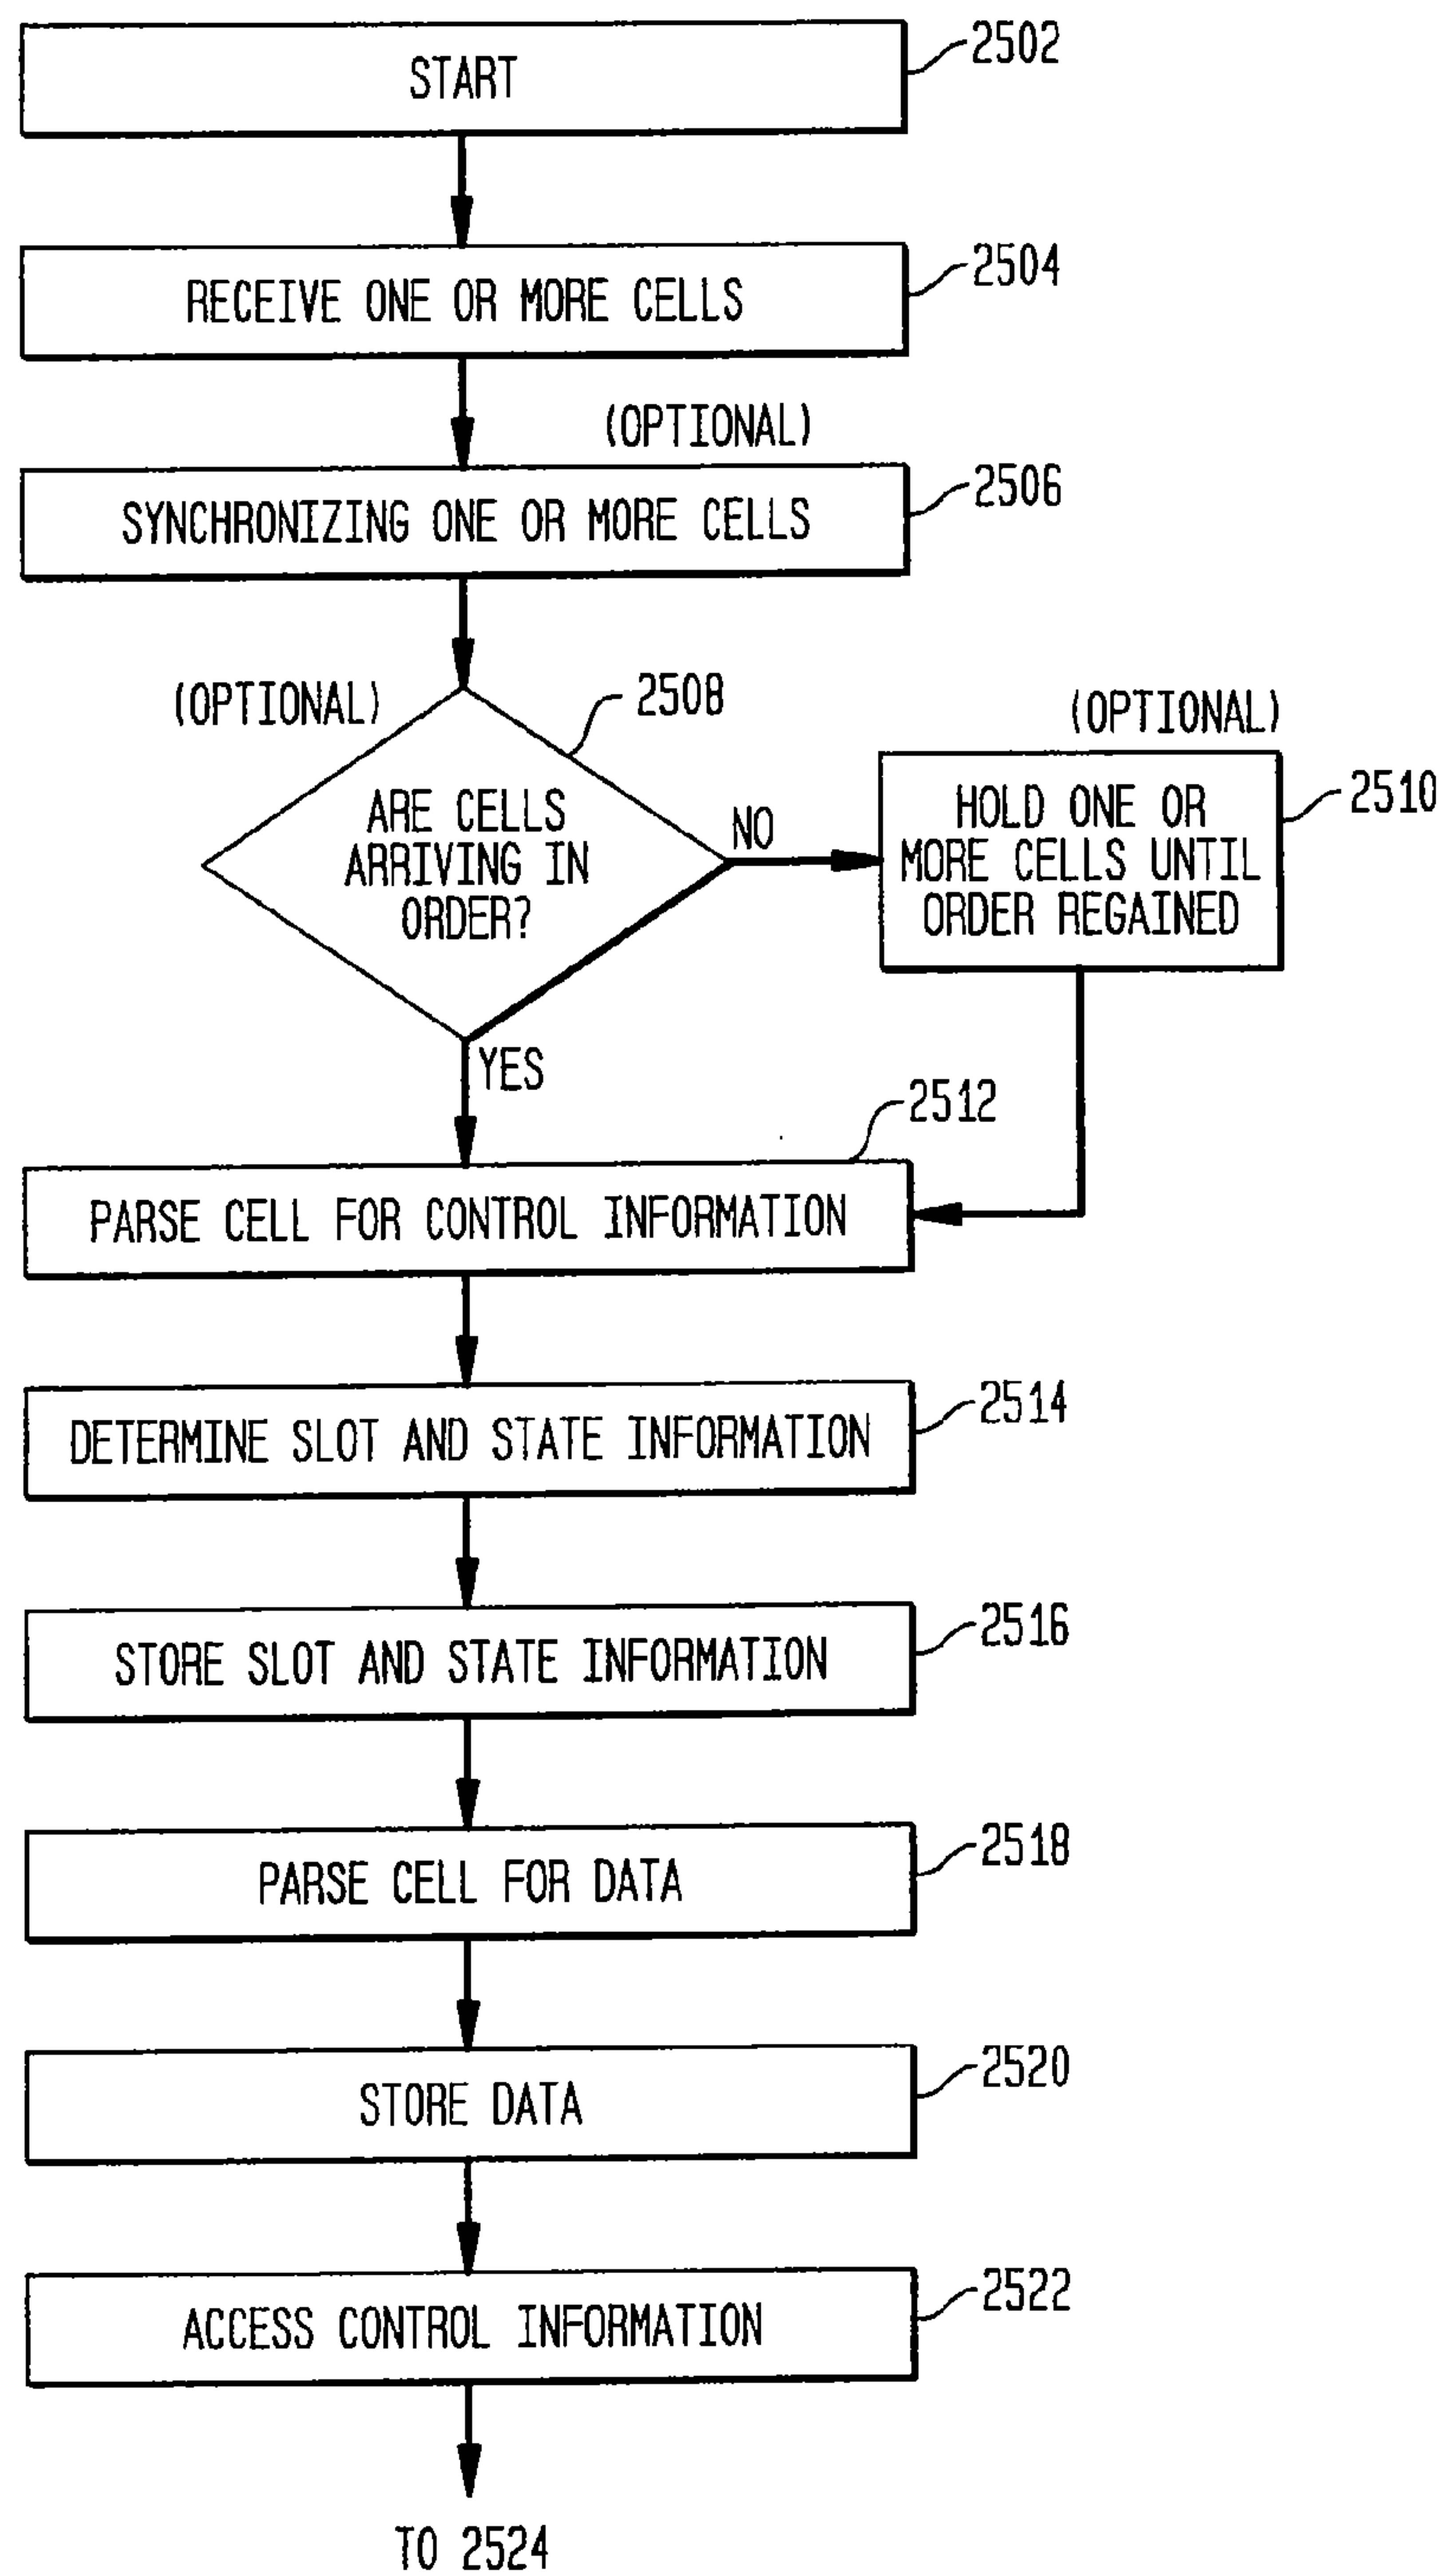 START
2502
RECEIVE ONE OR MORE CELLS
2504
(OPTIONAL)
SYNCHRONIZING ONE OR MORE CELLS
2506
(OPTIONAL)
2508
ARE CELLS
ARRIVING IN
ORDER?
NO
YES
(OPTIONAL)
HOLD ONE OR
MORE CELLS UNTIL
ORDER REGAINED
2510
2512
PARSE CELL FOR CONTROL INFORMATION
DETERMINE SLOT AND STATE INFORMATION
2514
STORE SLOT AND STATE INFORMATION
2516
PARSE CELL FOR DATA
2518
STORE DATA
2520
ACCESS CONTROL INFORMATION
2522
TO 2524